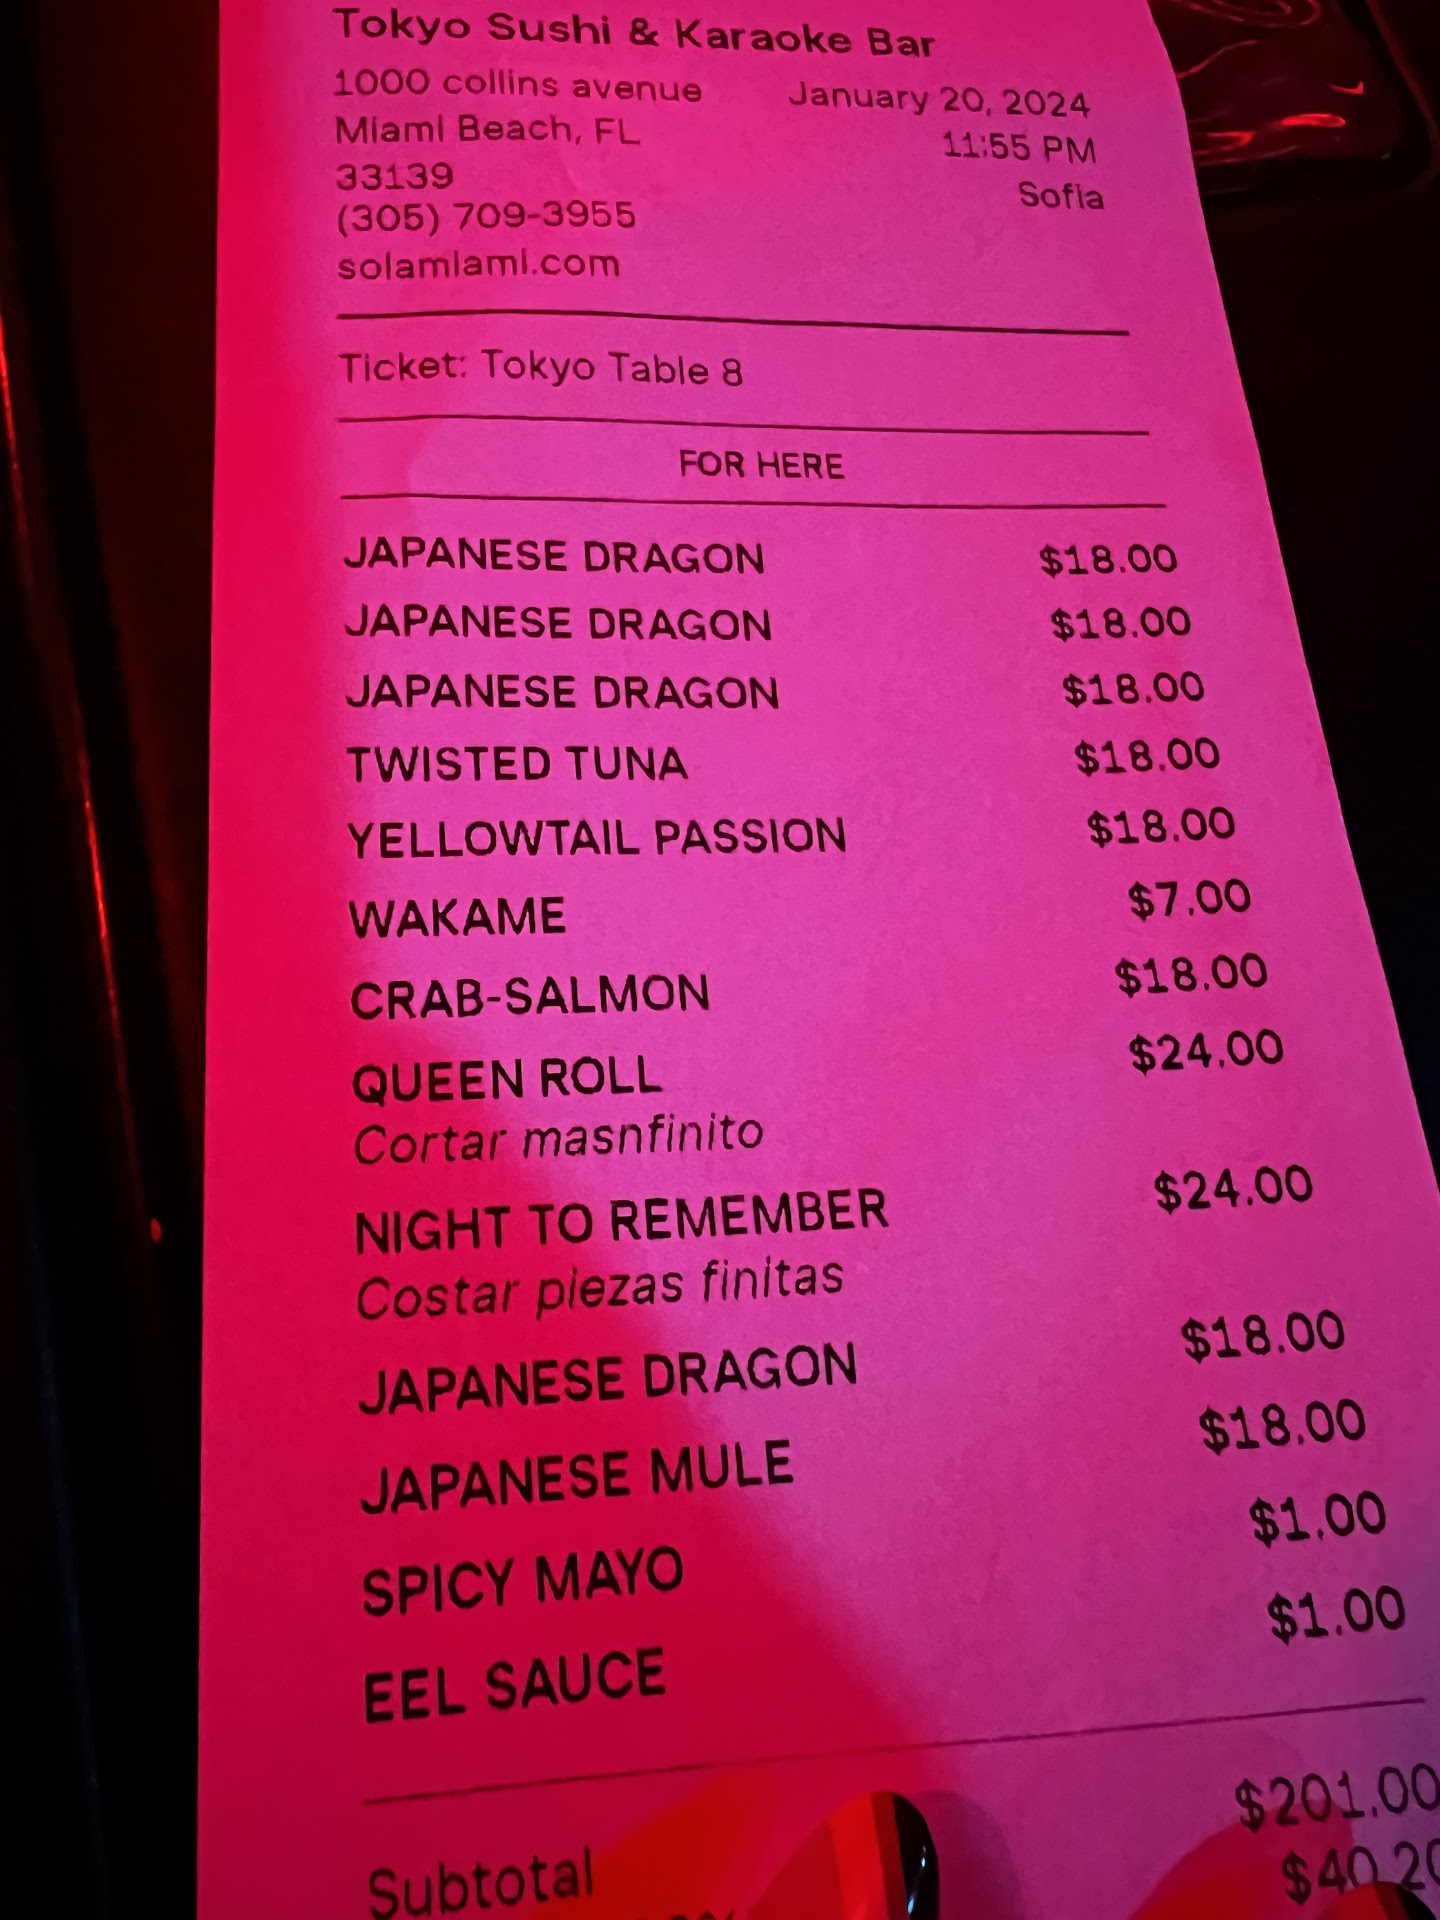 Tokyo Sushi & Karaoke Bar
1000 collins avenue January 20, 2024
Miami Beach, FL 11:55 PM
33139 Sofia
(305) 709-3955
solamiami.com
Ticket: Tokyo Table 8
FOR HERE
JAPANESE DRAGON $18.00
JAPANESE DRAGON $18.00
JAPANESE DRAGON $18.00
TWISTED TUNA $18.00
YELLOWTAIL PASSION $18.00
WAKAME $7.00
CRAB-SALMON $18.00
QUEEN ROLL $24.00
Cortar masnfinito
NIGHT TO REMEMBER $24.00
Costar piezas finitas
JAPANESE DRAGON $18.00
JAPANESE MULE $18.00
SPICY MAYO $1.00
EEL SAUCE $1.00
Subtotal $201.00
$40.20